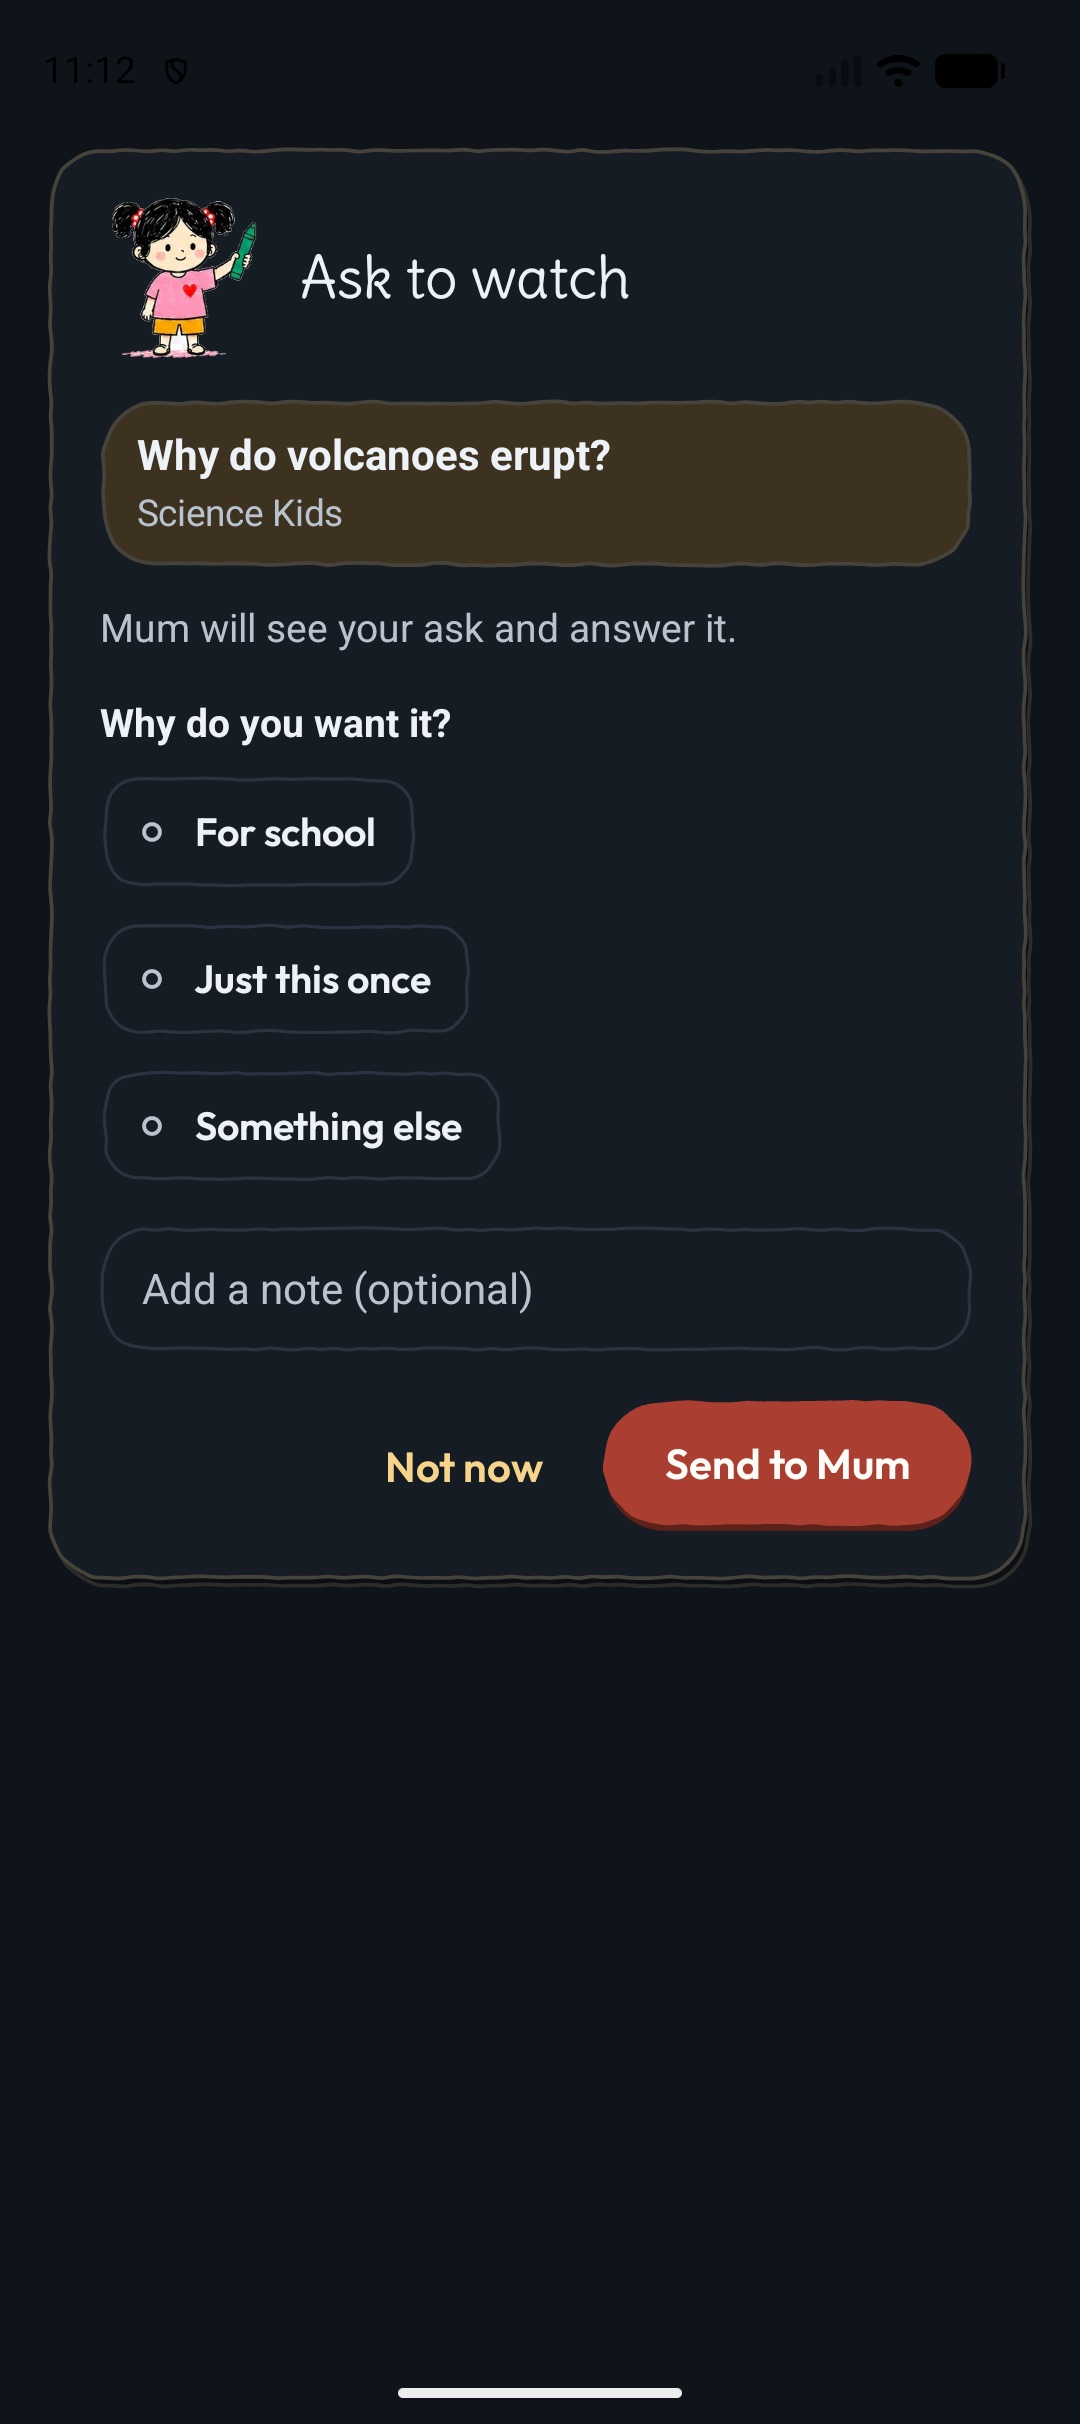 11:12
Ask to watch
Why do volcanoes erupt?
Science Kids
Mum will see your ask and answer it.
Why do you want it?
For school
Just this once
Something else
Add a note (optional)
Not now
Send to Mum